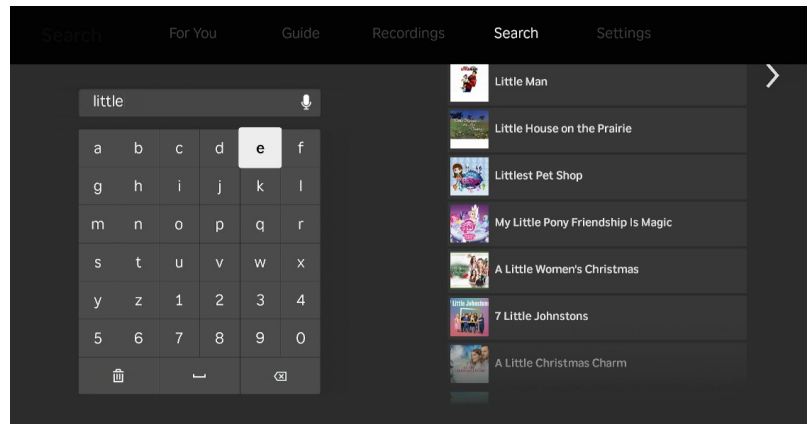 Search For You Guide Recordings Search Settings
little
a b c d e f
g h i j k l
m n o p q r
s t u v w x
y z 1 2 3 4
5 6 7 8 9 0
Little Man
Little House on the Prairie
Littlest Pet Shop
My Little Pony Friendship Is Magic
A Little Women's Christmas
7 Little Johnstons
A Little Christmas Charm